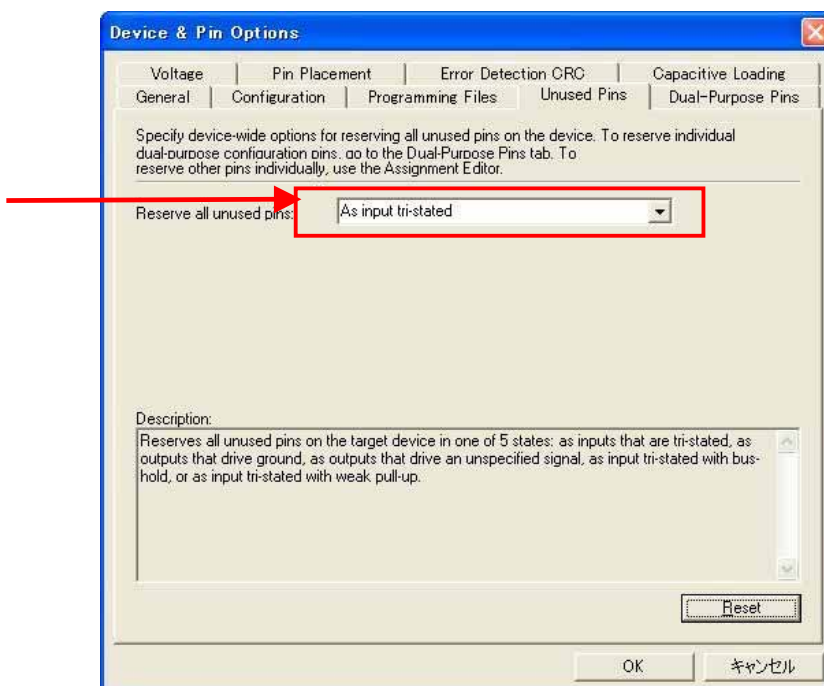 Device & Pin Options
Voltage Pin Placement Error Detection CRC Capacitive Loading
General Configuration Programming Files Unused Pins Dual-Purpose Pins
Specify device-wide options for reserving all unused pins on the device. To reserve individual
dual-purpose configuration pins, go to the Dual-Purpose Pins tab. To
reserve other pins individually, use the Assignment Editor.
Reserve all unused pins: As input tri-stated
Description:
Reserves all unused pins on the target device in one of 5 states: as inputs that are tri-stated, as
outputs that drive ground, as outputs that drive an unspecified signal, as input tri-stated with bus-
hold, or as input tri-stated with weak pull-up.
Reset
OK キャンセル